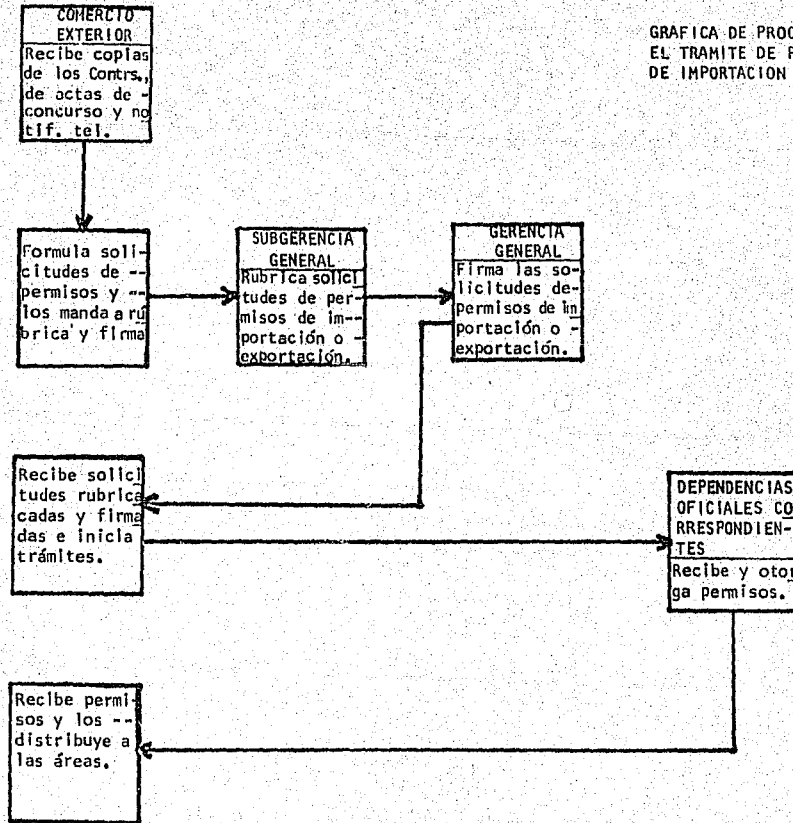 COMERCIO
EXTERIOR
Recibe copias
de los Contrs.,
de actas de -
concurso y no
tif. tel.
GRAFICA DE PROC
EL TRAMITE DE P
DE IMPORTACION
Formula soli-
citudes de --
permisos y --
los manda a rú
brica y firma
SUBGERENCIA
GENERAL
Rubrica solici
tudes de per-
misos de im--
portación o -
exportación.
GERENCIA
GENERAL
Firma las so-
licitudes de-
permisos de im
portación o -
exportación.
Recibe solici
tudes rubrica
cadas y firma
das e inicia
trámites.
DEPENDENCIAS
OFICIALES CO
RRESPONDIEN-
TES
Recibe y otor
ga permisos.
Recibe permi-
sos y los --
distribuye a
las áreas.